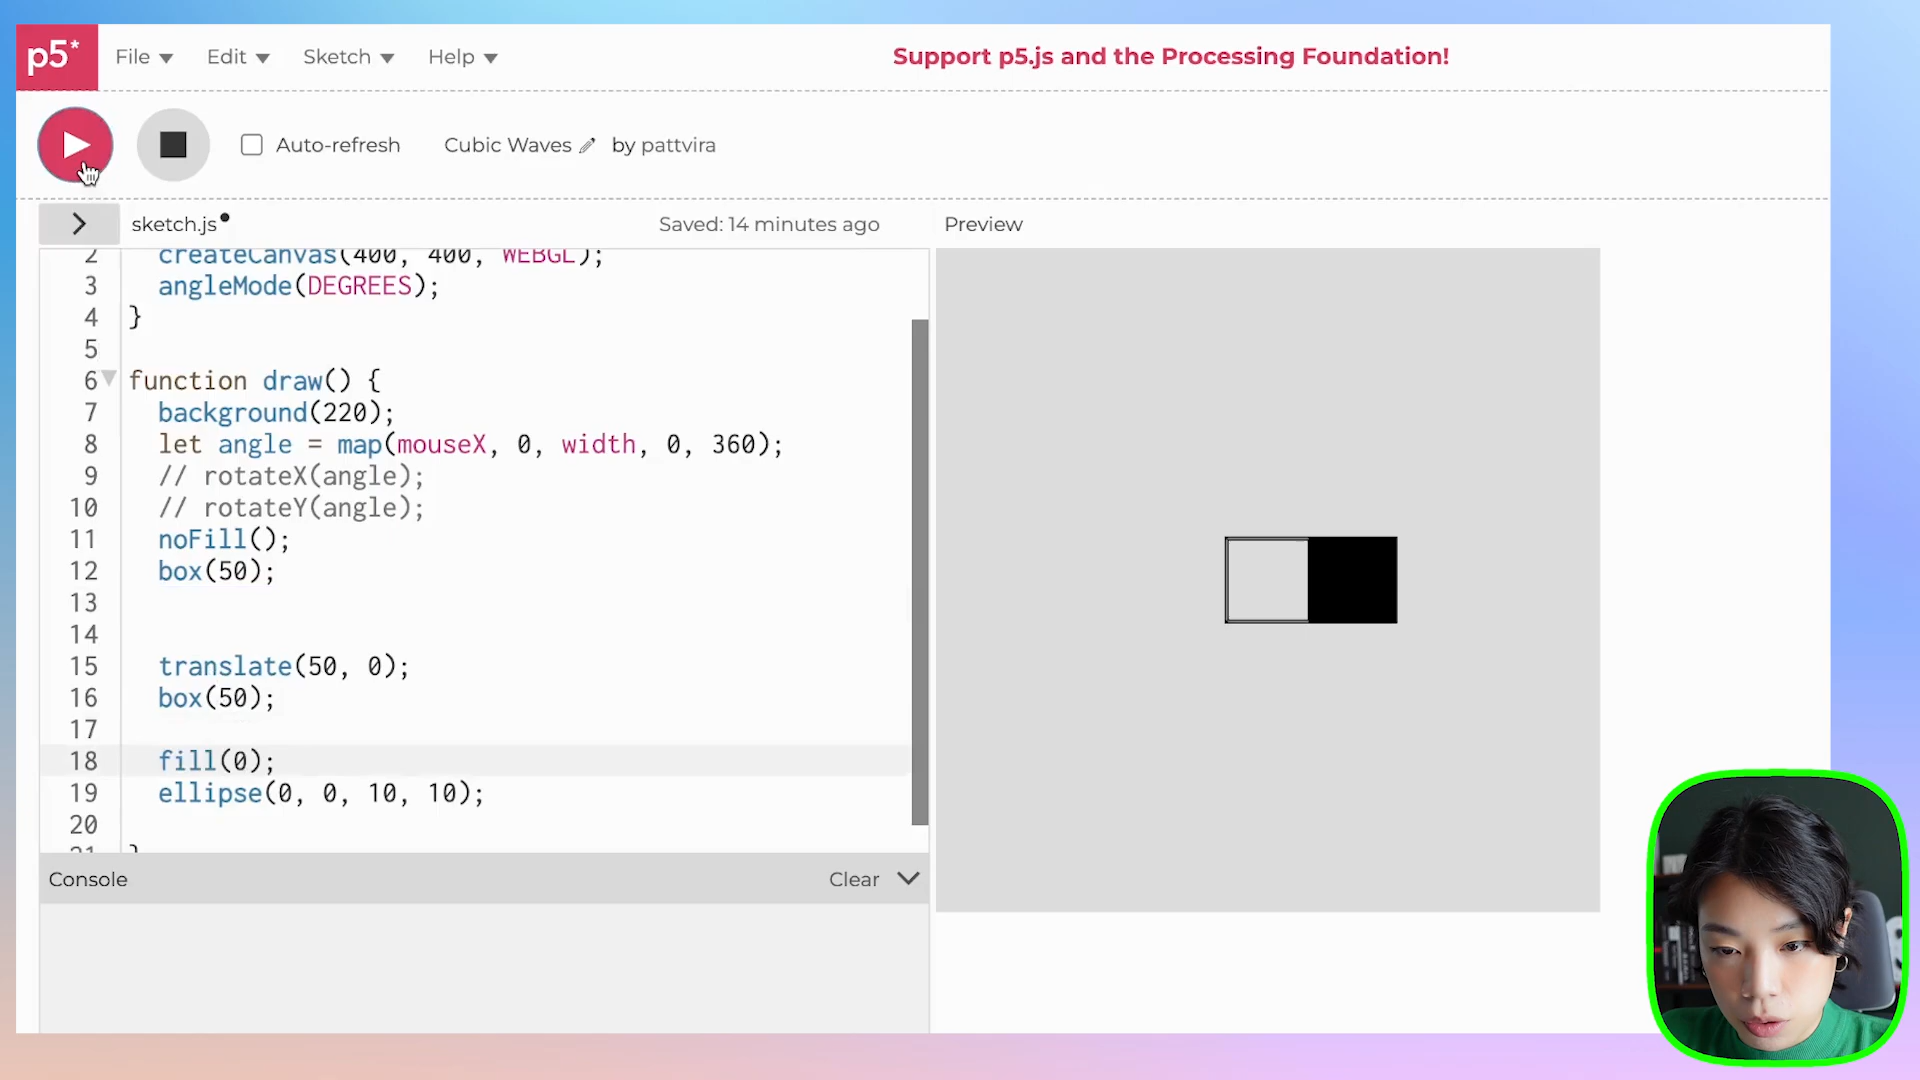 p5* File Edit Sketch Help Support p5.js and the Processing Foundation!
Auto-refresh Cubic Waves by pattvira
> sketch.js● Saved: 14 minutes ago Preview
2 createCanvas(400, 400, WEBGL);
3 angleMode(DEGREES);
4 }
5
6 function draw() {
7 background(220);
8 let angle = map(mouseX, 0, width, 0, 360);
9 // rotateX(angle);
10 // rotateY(angle);
11 noFill();
12 box(50);
13
14
15 translate(50, 0);
16 box(50);
17
18 fill(0);
19 ellipse(0, 0, 10, 10);
20
21 }
Console Clear